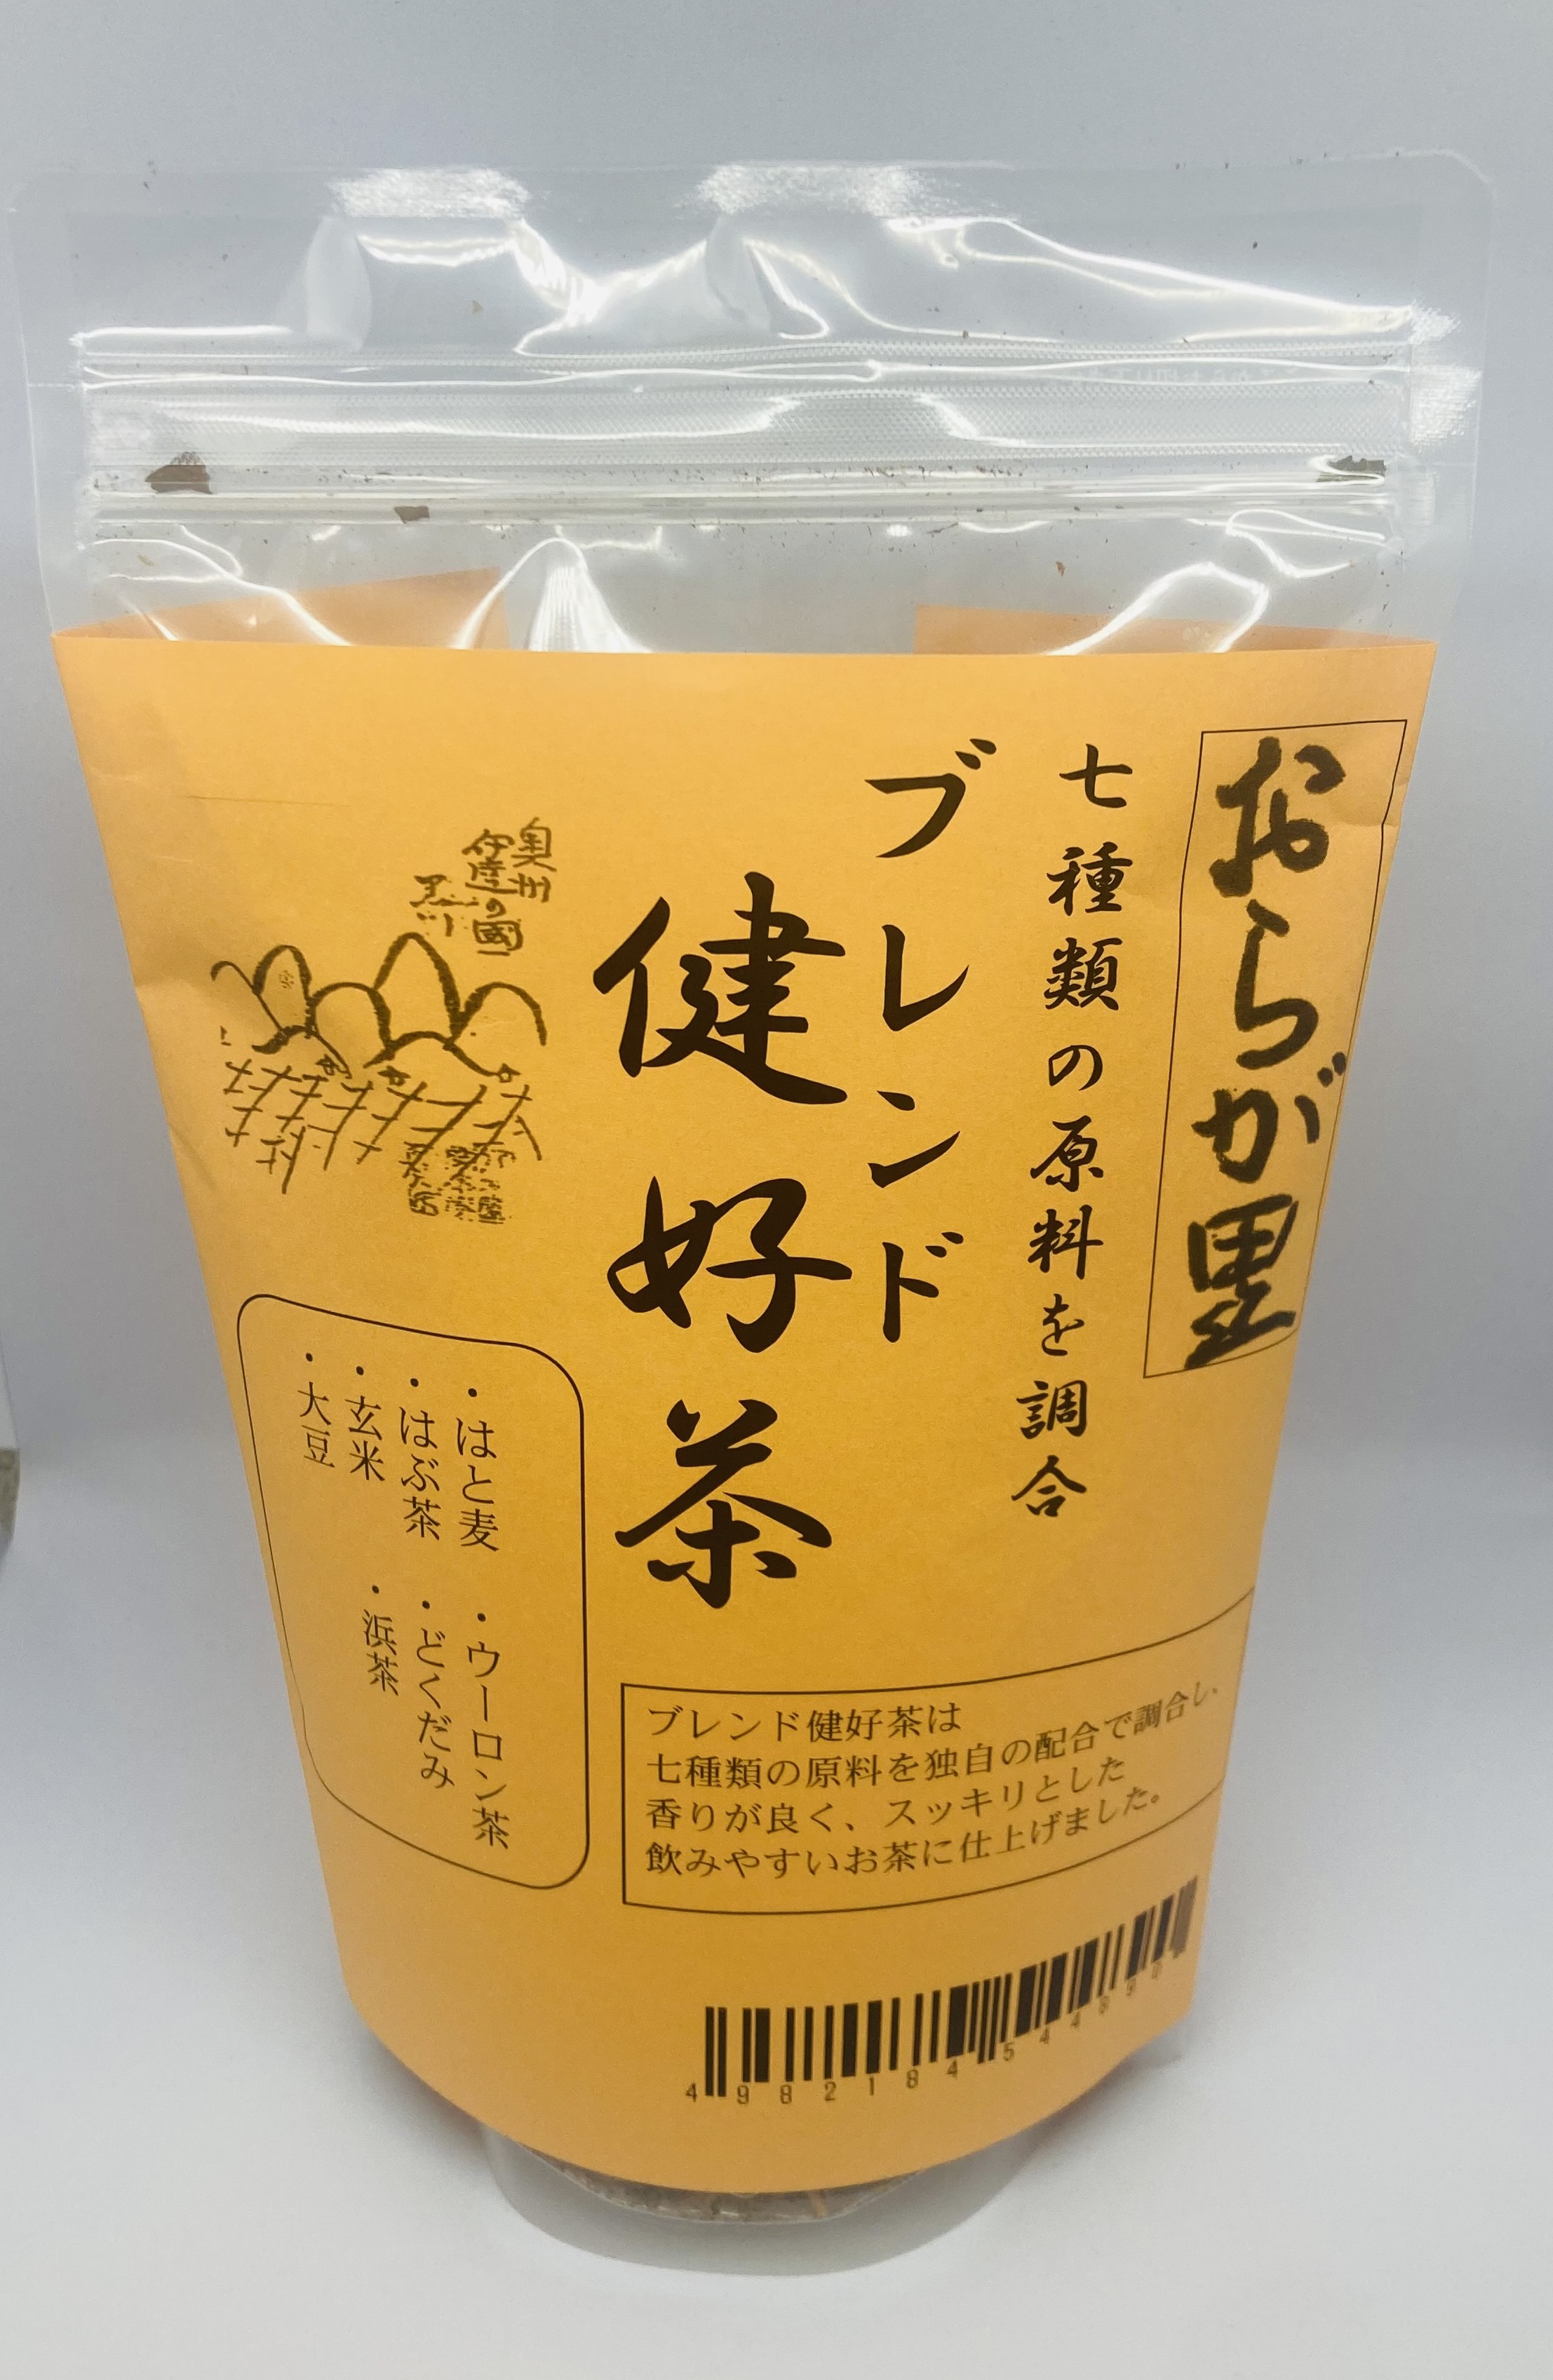 おらが里
七種類の原料を調合
ブレンド
健好茶
奥州
伊達の國
黒川
・はと麦
・ウーロン茶
・はぶ茶
・どくだみ
・玄米
・浜茶
・大豆
ブレンド健好茶は
七種類の原料を独自の配合で調合し、
香りが良く、スッキリとした
飲みやすいお茶に仕上げました。
4 982184 5448